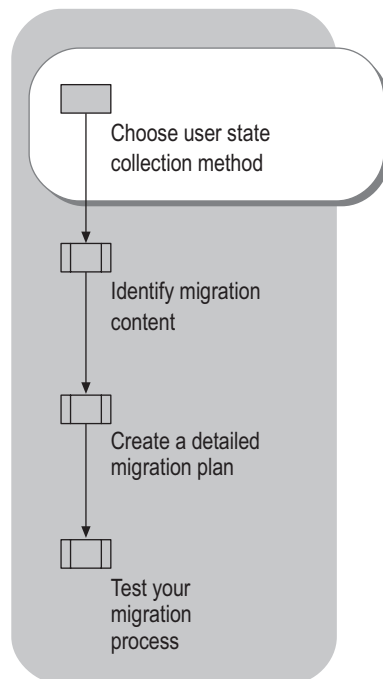 Choose user state
collection method
Identify migration
content
Create a detailed
migration plan
Test your
migration
process